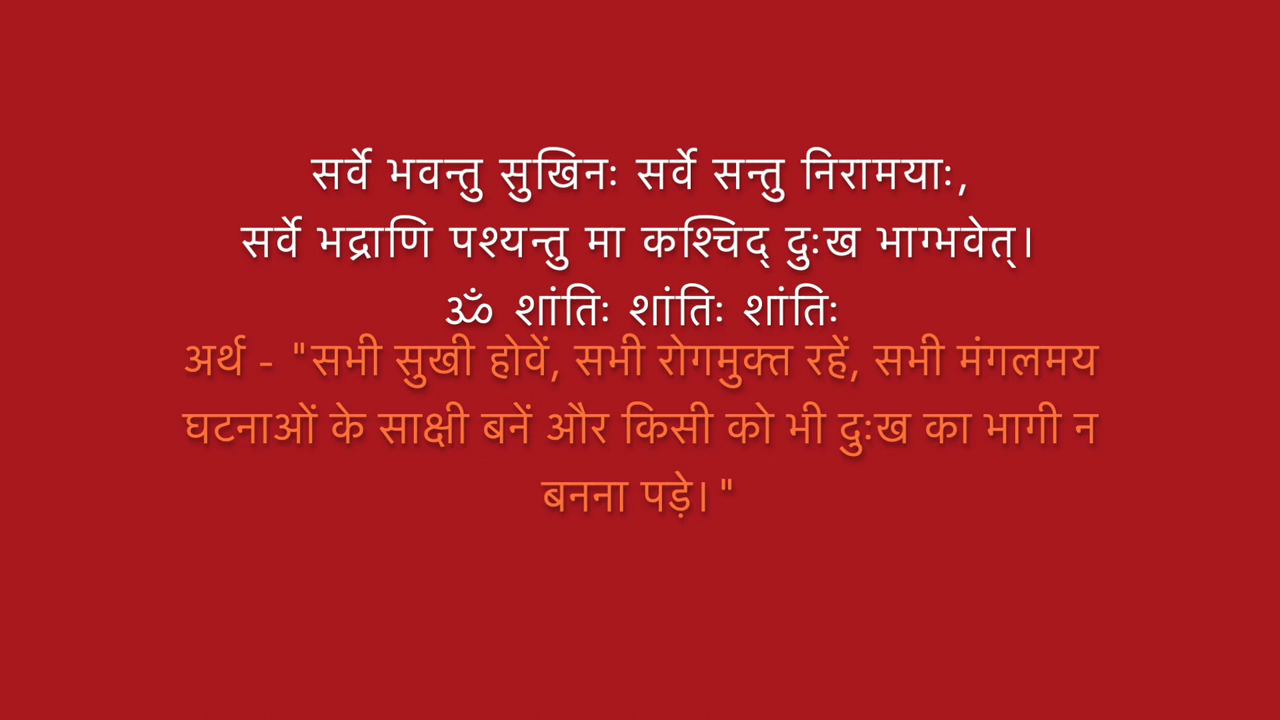 सर्वे भवन्तु सुखिनः सर्वे सन्तु निरामयाः,
सर्वे भद्राणि पश्यन्तु मा कश्चिद् दुःख भाग्भवेत्।
ॐ शांतिः शांतिः शांतिः
अर्थ - "सभी सुखी होवें, सभी रोगमुक्त रहें, सभी मंगलमय
घटनाओं के साक्षी बनें और किसी को भी दुःख का भागी न
बनना पड़े। "